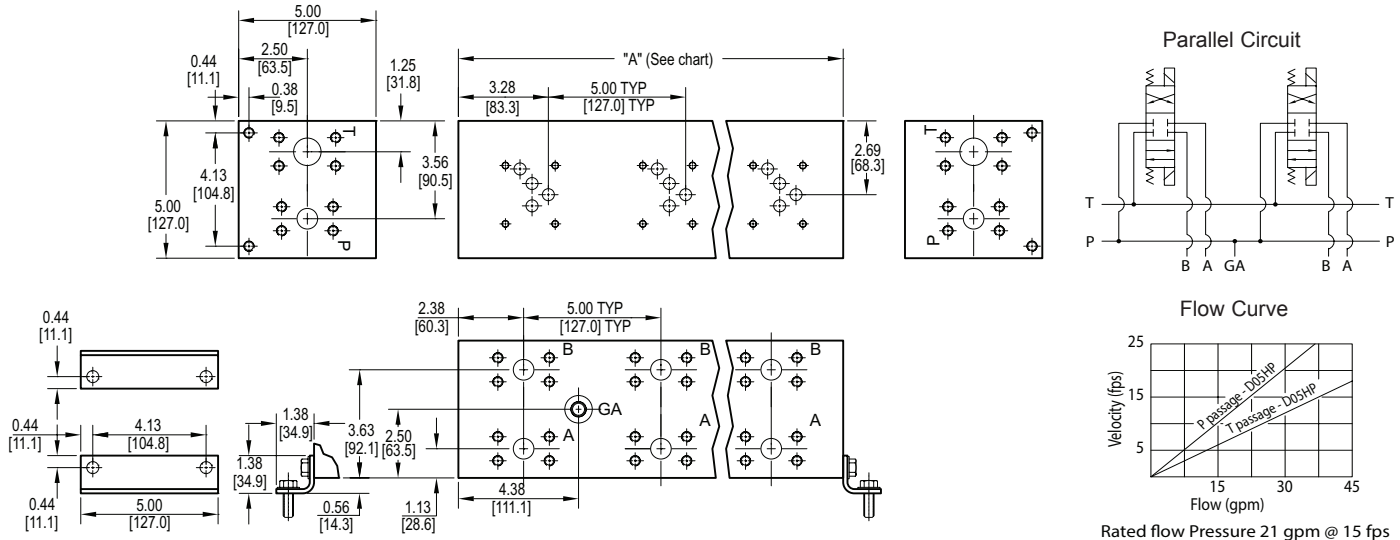 5.00
[127.0]
2.50
[63.5]
0.44
[11.1]
0.38
[9.5]
1.25
[31.8]
4.13
[104.8]
5.00
[127.0]
3.56
[90.5]
T
P
"A" (See chart)
3.28
[83.3]
5.00 TYP
[127.0] TYP
2.69
[68.3]
T
P
Parallel Circuit
T
T
P
P
B A GA
B A
2.38
[60.3]
5.00 TYP
[127.0] TYP
B
B
B
GA
A
A
A
3.63
[92.1]
2.50
[63.5]
4.38
[111.1]
1.13
[28.6]
0.44
[11.1]
0.44
[11.1]
4.13
[104.8]
0.44
[11.1]
5.00
[127.0]
1.38
[34.9]
1.38
[34.9]
0.56
[14.3]
Flow Curve
Velocity (fps)
25
15
5
P passage - D05HP
T passage - D05HP
15
30
45
Flow (gpm)
Rated flow Pressure 21 gpm @ 15 fps